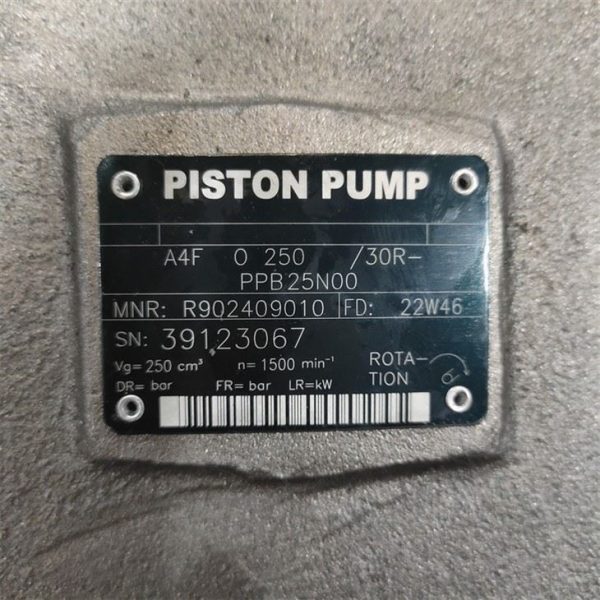 PISTON PUMP
A4F O 250 /30R-
PPB25N00
MNR: R902409010 FD: 22W46
SN: 39123067
Vg= 250 cm³ n= 1500 min⁻¹ ROTA-
TION
DR= bar FR= bar LR=kW